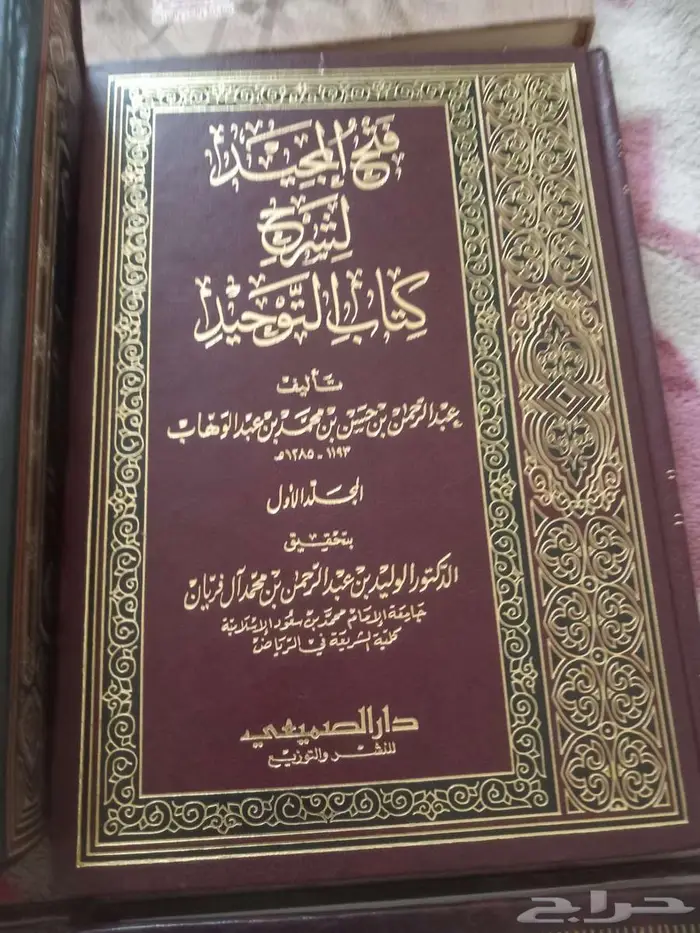 فتح المجيد
لشرح
كتاب التوحيد
تأليف
عبد الرحمن بن حسن بن محمد بن عبد الوهاب
١١٩٣ - ١٢٨٥ هـ
المجلد الأول
بتحقيق
الدكتور الوليد بن عبد الرحمن بن محمد آل فريان
جامعة الإمام محمد بن سعود الإسلامية
كلية الشريعة في الرياض
دار الصميعي
للنشر والتوزيع
حراج